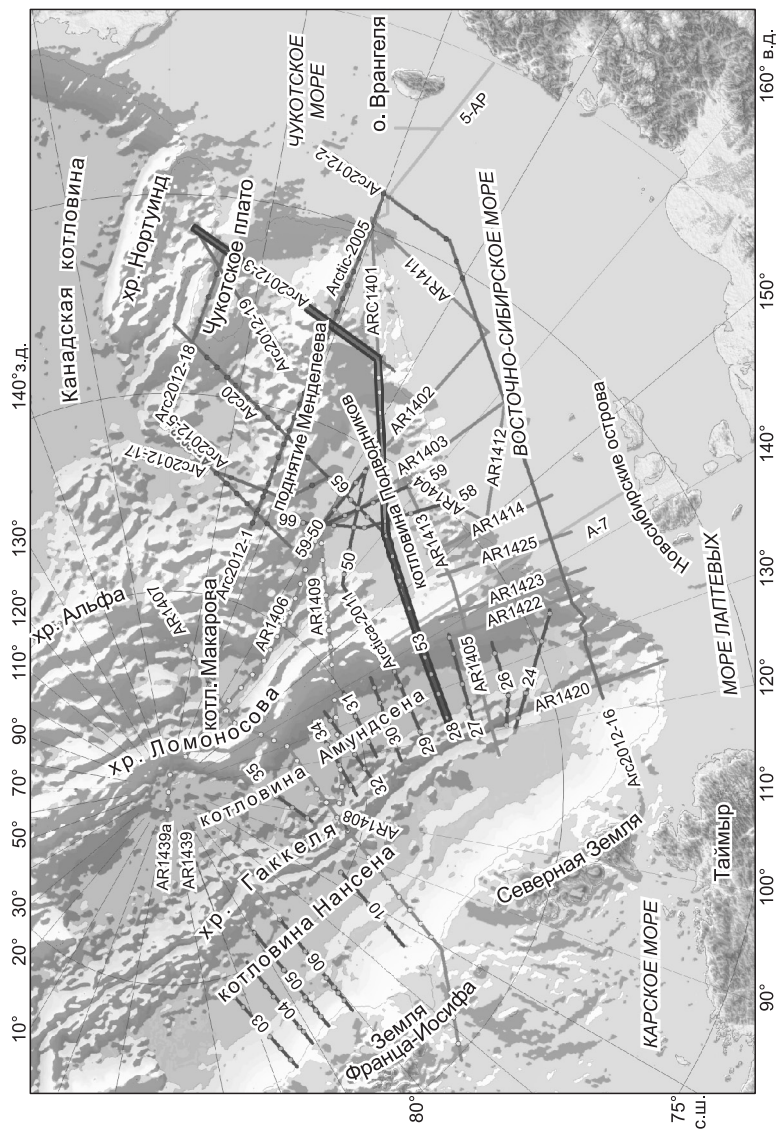 140°з.д.
130°
120°
110°
90°
70°
50°
30°
20°
10°
Канадская котловина
хр. Нортуинд
Чукотское плато
ЧУКОТСКОЕ
МОРЕ
о. Врангеля
5-АР
Arc2012-2
Arctic-2005
Arc2012-3
Arc2012-19
Arc2012-18
Arc20
Arc2012-5
Arc2012-17
поднятие Менделеева
ARC1401
AR1411
AR1402
AR1403
AR1412
ВОСТОЧНО-СИБИРСКОЕ МОРЕ
котловина Подводников
65
66
59-50
59
58
AR1404
AR1413
AR1414
AR1425
А-7
Новосибирские острова
AR1423
AR1422
50
Arctica-2011
53
Arc2012-1
AR1409
AR1406
AR1407
хр. Альфа
котл. Макарова
хр. Ломоносова
котловина Амундсена
34
31
32
30
29
28
27
AR1405
26
24
AR1420
Arc2012-16
МОРЕ ЛАПТЕВЫХ
35
AR1408
AR1439a
AR1439
хр. Гаккеля
котловина Нансена
10
06
05
04
03
Земля
Франца-Иосифа
Северная Земля
Таймыр
КАРСКОЕ МОРЕ
80°
75°
с.ш.
90°
100°
110°
120°
130°
140°
150°
160° в.д.